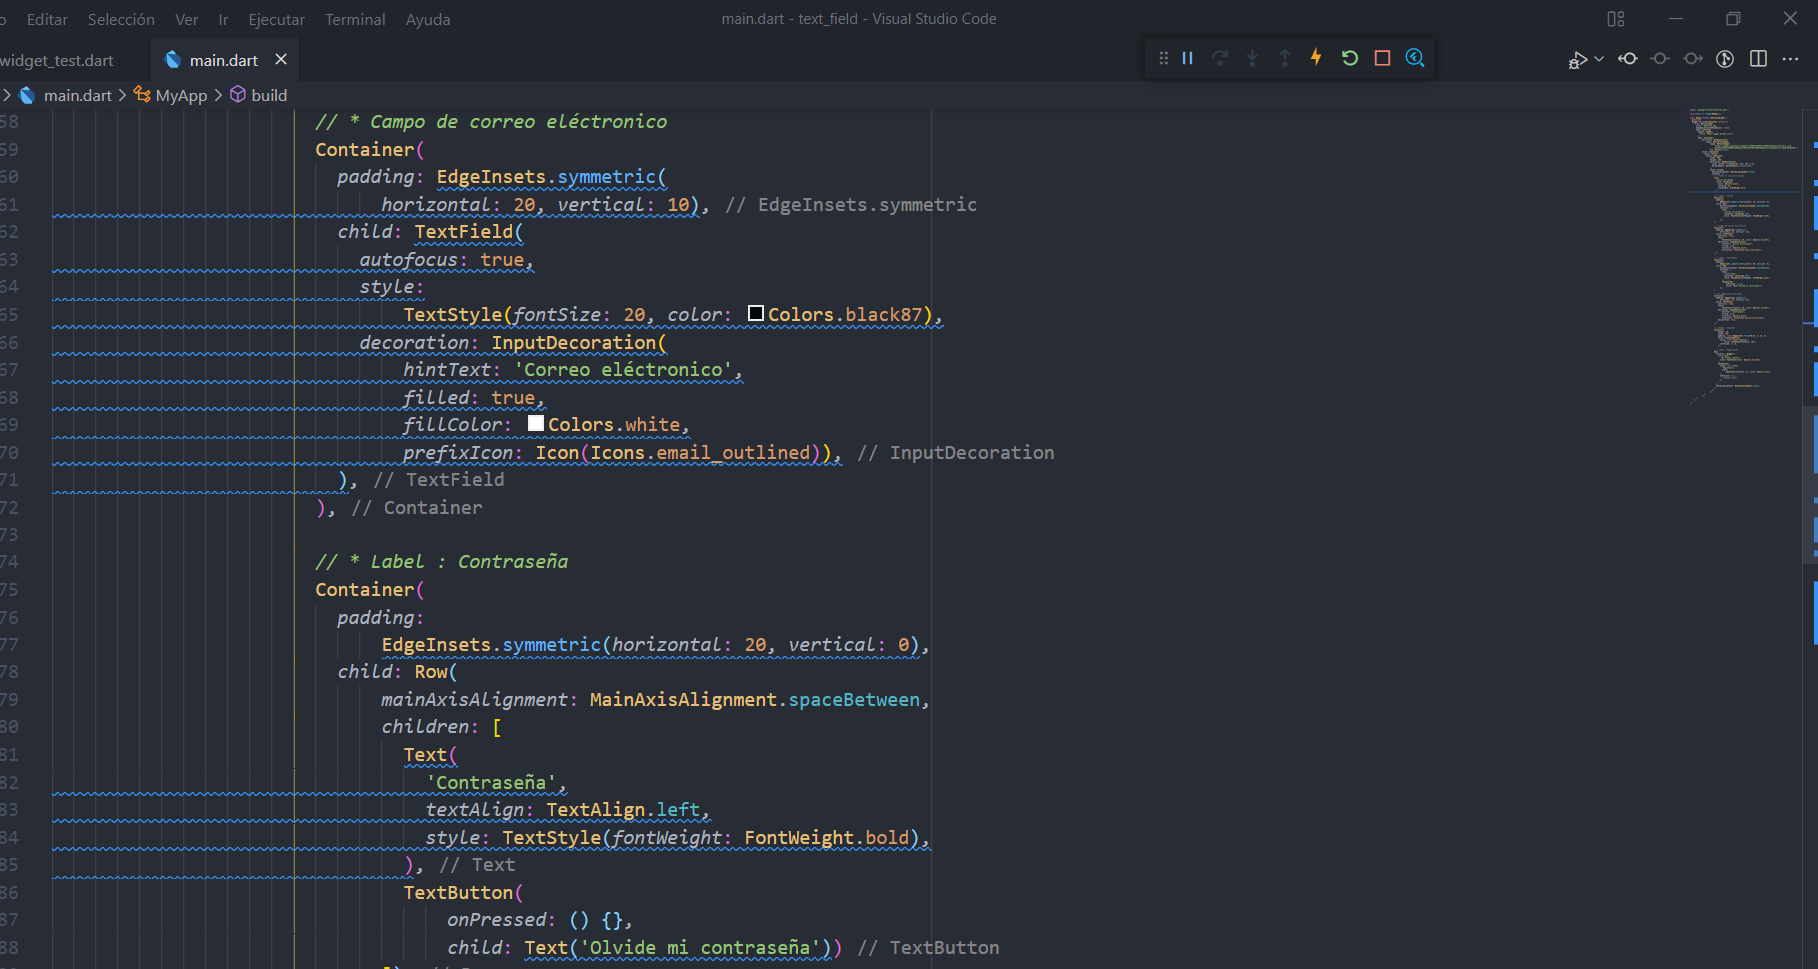 Editar Selección Ver Ir Ejecutar Terminal Ayuda
main.dart - text_field - Visual Studio Code
widget_test.dart main.dart
main.dart MyApp build
58 // * Campo de correo eléctronico
59 Container(
60 padding: EdgeInsets.symmetric(
61 horizontal: 20, vertical: 10), // EdgeInsets.symmetric
62 child: TextField(
63 autofocus: true,
64 style:
65 TextStyle(fontSize: 20, color: Colors.black87),
66 decoration: InputDecoration(
67 hintText: 'Correo eléctronico',
68 filled: true,
69 fillColor: Colors.white,
70 prefixIcon: Icon(Icons.email_outlined)), // InputDecoration
71 ), // TextField
72 ), // Container
73
74 // * Label : Contraseña
75 Container(
76 padding:
77 EdgeInsets.symmetric(horizontal: 20, vertical: 0),
78 child: Row(
79 mainAxisAlignment: MainAxisAlignment.spaceBetween,
80 children: [
81 Text(
82 'Contraseña',
83 textAlign: TextAlign.left,
84 style: TextStyle(fontWeight: FontWeight.bold),
85 ), // Text
86 TextButton(
87 onPressed: () {},
88 child: Text('Olvide mi contraseña')) // TextButton